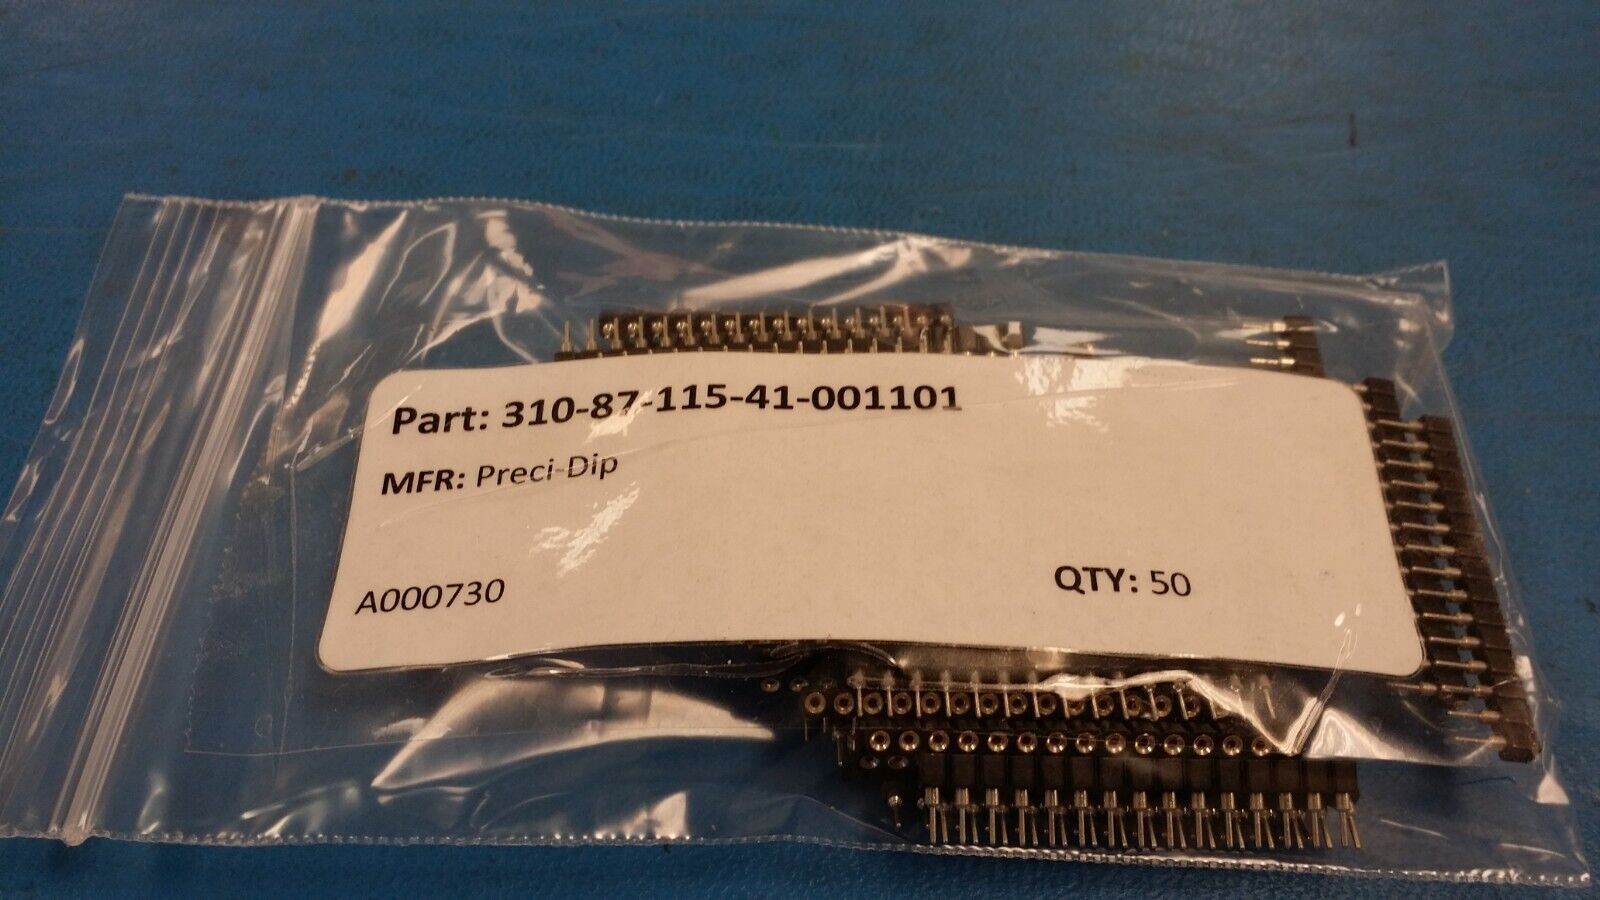 Part: 310-87-115-41-001101
MFR: Preci-Dip
A000730
QTY: 50